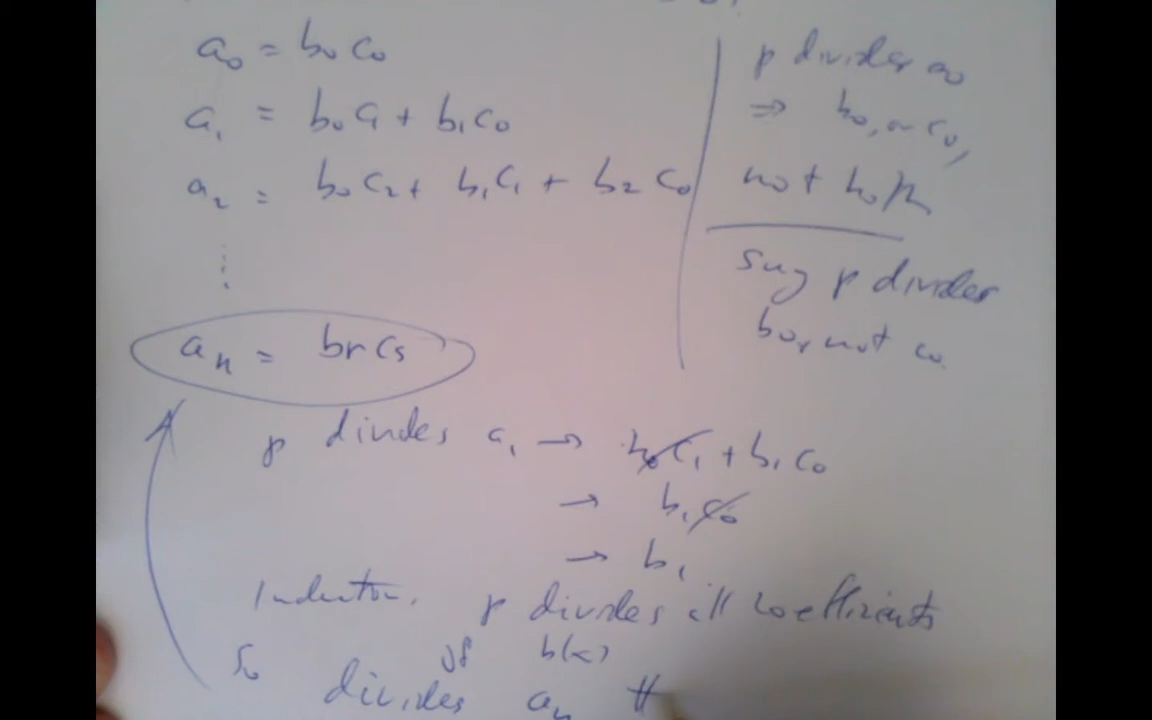 a₀ = b₀ c₀
a₁ = b₀ c₁ + b₁ c₀
a₂ = b₀ c₂ + b₁ c₁ + b₂ c₀
⋮
aₙ = bᵣ cₛ
p divides a₀
⇒ b₀, or c₀,
not both
say p divides
b₀, not c₀.
p divides a₁ → b₀ c₁ + b₁ c₀
→ b₁ c₀
→ b₁
Induction. p divides all coefficients
of b(x)
So divides aₙ #